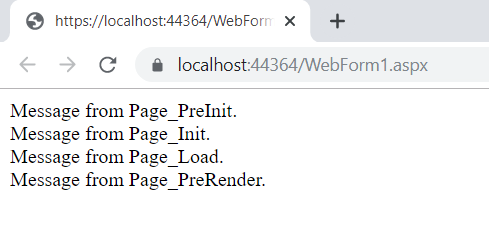 https://localhost:44364/WebForm
localhost:44364/WebForm1.aspx
Message from Page_PreInit.
Message from Page_Init.
Message from Page_Load.
Message from Page_PreRender.